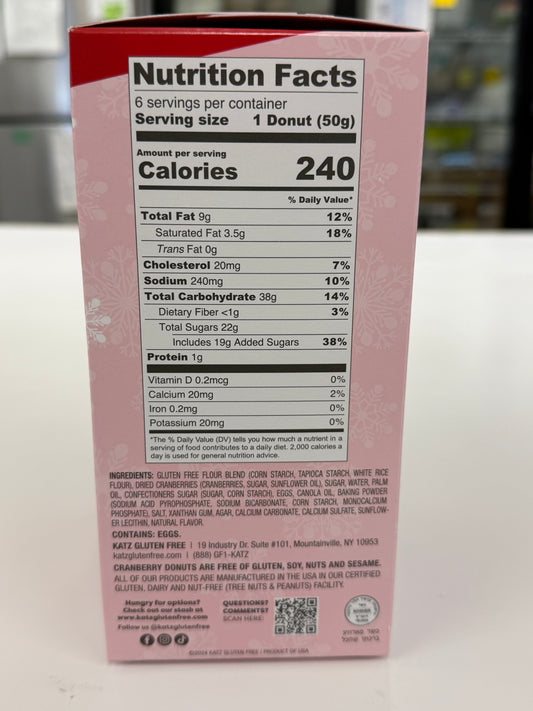 Nutrition Facts
6 servings per container
Serving size 1 Donut (50g)
Amount per serving
Calories 240
% Daily Value*
Total Fat 9g 12%
Saturated Fat 3.5g 18%
Trans Fat 0g
Cholesterol 20mg 7%
Sodium 240mg 10%
Total Carbohydrate 38g 14%
Dietary Fiber <1g 3%
Total Sugars 22g
Includes 19g Added Sugars 38%
Protein 1g
Vitamin D 0.2mcg 0%
Calcium 20mg 2%
Iron 0.2mg 0%
Potassium 20mg 0%
*The % Daily Value (DV) tells you how much a nutrient in a
serving of food contributes to a daily diet. 2,000 calories a
day is used for general nutrition advice.
INGREDIENTS: GLUTEN FREE FLOUR BLEND (CORN STARCH, TAPIOCA STARCH, WHITE RICE
FLOUR), DRIED CRANBERRIES (CRANBERRIES, SUGAR, SUNFLOWER OIL), SUGAR, WATER, PALM
OIL, CONFECTIONERS SUGAR (SUGAR, CORN STARCH), EGGS, CANOLA OIL, BAKING POWDER
(SODIUM ACID PYROPHOSPHATE, SODIUM BICARBONATE, CORN STARCH, MONOCALCIUM
PHOSPHATE), SALT, XANTHAN GUM, AGAR, CALCIUM CARBONATE, CALCIUM SULFATE, SUNFLOW-
ER LECITHIN, NATURAL FLAVOR.
CONTAINS: EGGS.
KATZ GLUTEN FREE | 19 Industry Dr. Suite #101, Mountainville, NY 10953
katzglutenfree.com | (888) GF1-KATZ
CRANBERRY DONUTS ARE FREE OF GLUTEN, SOY, NUTS AND SESAME.
ALL OF OUR PRODUCTS ARE MANUFACTURED IN THE USA IN OUR CERTIFIED
GLUTEN, DAIRY AND NUT-FREE (TREE NUTS & PEANUTS) FACILITY.
Hungry for options?
Check out our stash at
www.katzglutenfree.com
Follow us @katzglutenfree
QUESTIONS?
COMMENTS?
SCAN HERE:
©2024 KATZ GLUTEN FREE / PRODUCT OF USA